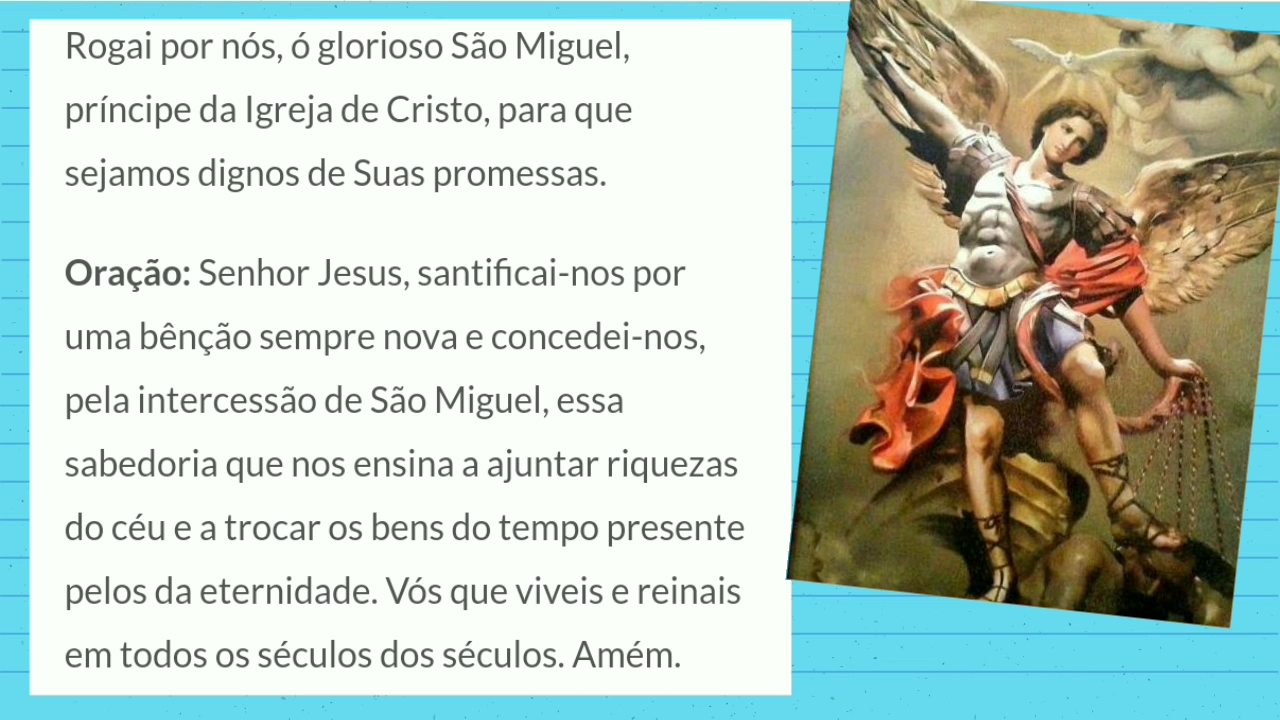 Rogai por nós, ó glorioso São Miguel,
príncipe da Igreja de Cristo, para que
sejamos dignos de Suas promessas.
Oração: Senhor Jesus, santificai-nos por
uma bênção sempre nova e concedei-nos,
pela intercessão de São Miguel, essa
sabedoria que nos ensina a ajuntar riquezas
do céu e a trocar os bens do tempo presente
pelos da eternidade. Vós que viveis e reinais
em todos os séculos dos séculos. Amém.